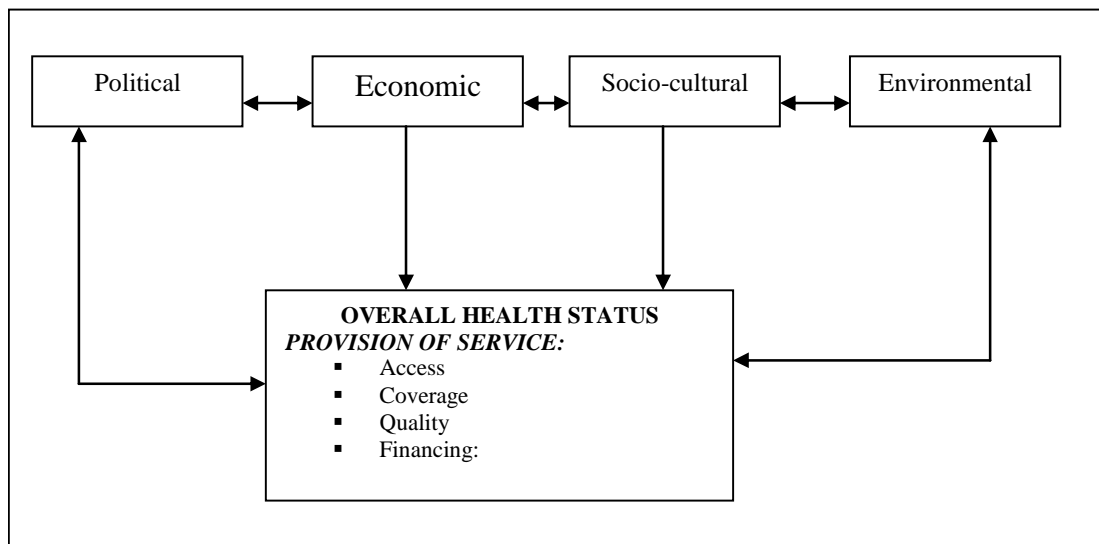 Political
Economic
Socio-cultural
Environmental
OVERALL HEALTH STATUS
PROVISION OF SERVICE:
▪ Access
▪ Coverage
▪ Quality
▪ Financing: